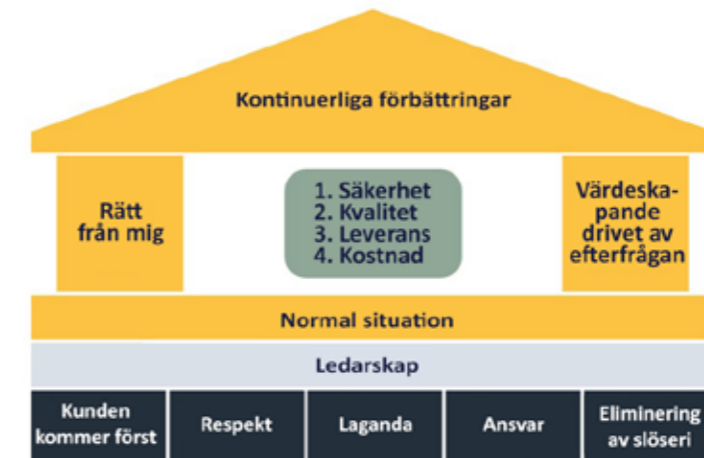 Kontinuerliga förbättringar
Rätt
från mig
1. Säkerhet
2. Kvalitet
3. Leverans
4. Kostnad
Värdeska-
pande
drivet av
efterfrågan
Normal situation
Ledarskap
Kunden
kommer först
Respekt
Laganda
Ansvar
Eliminering
av slöseri